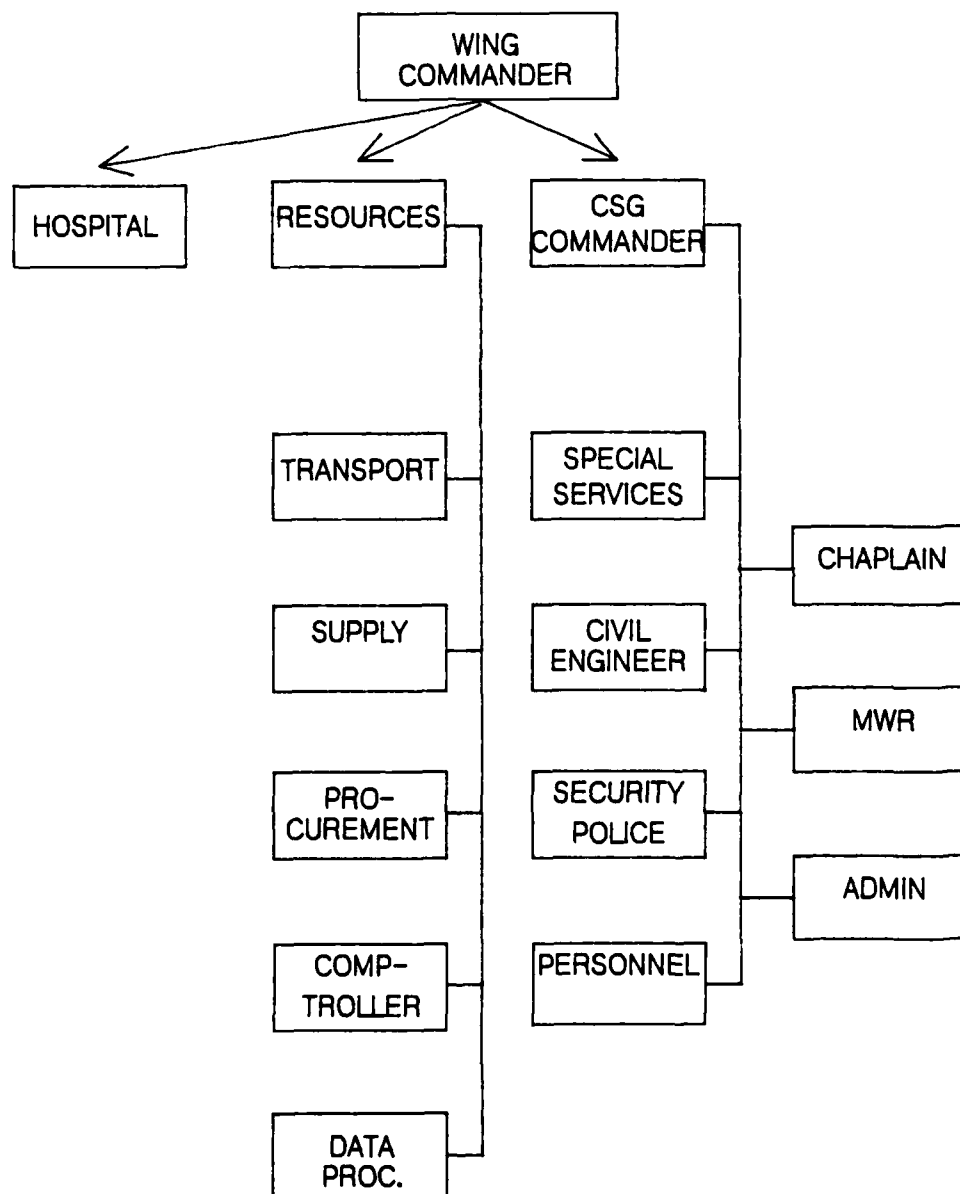 WING
COMMANDER
HOSPITAL
RESOURCES
CSG
COMMANDER
TRANSPORT
SPECIAL
SERVICES
CHAPLAIN
SUPPLY
CIVIL
ENGINEER
MWR
PRO-
CUREMENT
SECURITY
POLICE
ADMIN
COMP-
TROLLER
PERSONNEL
DATA
PROC.